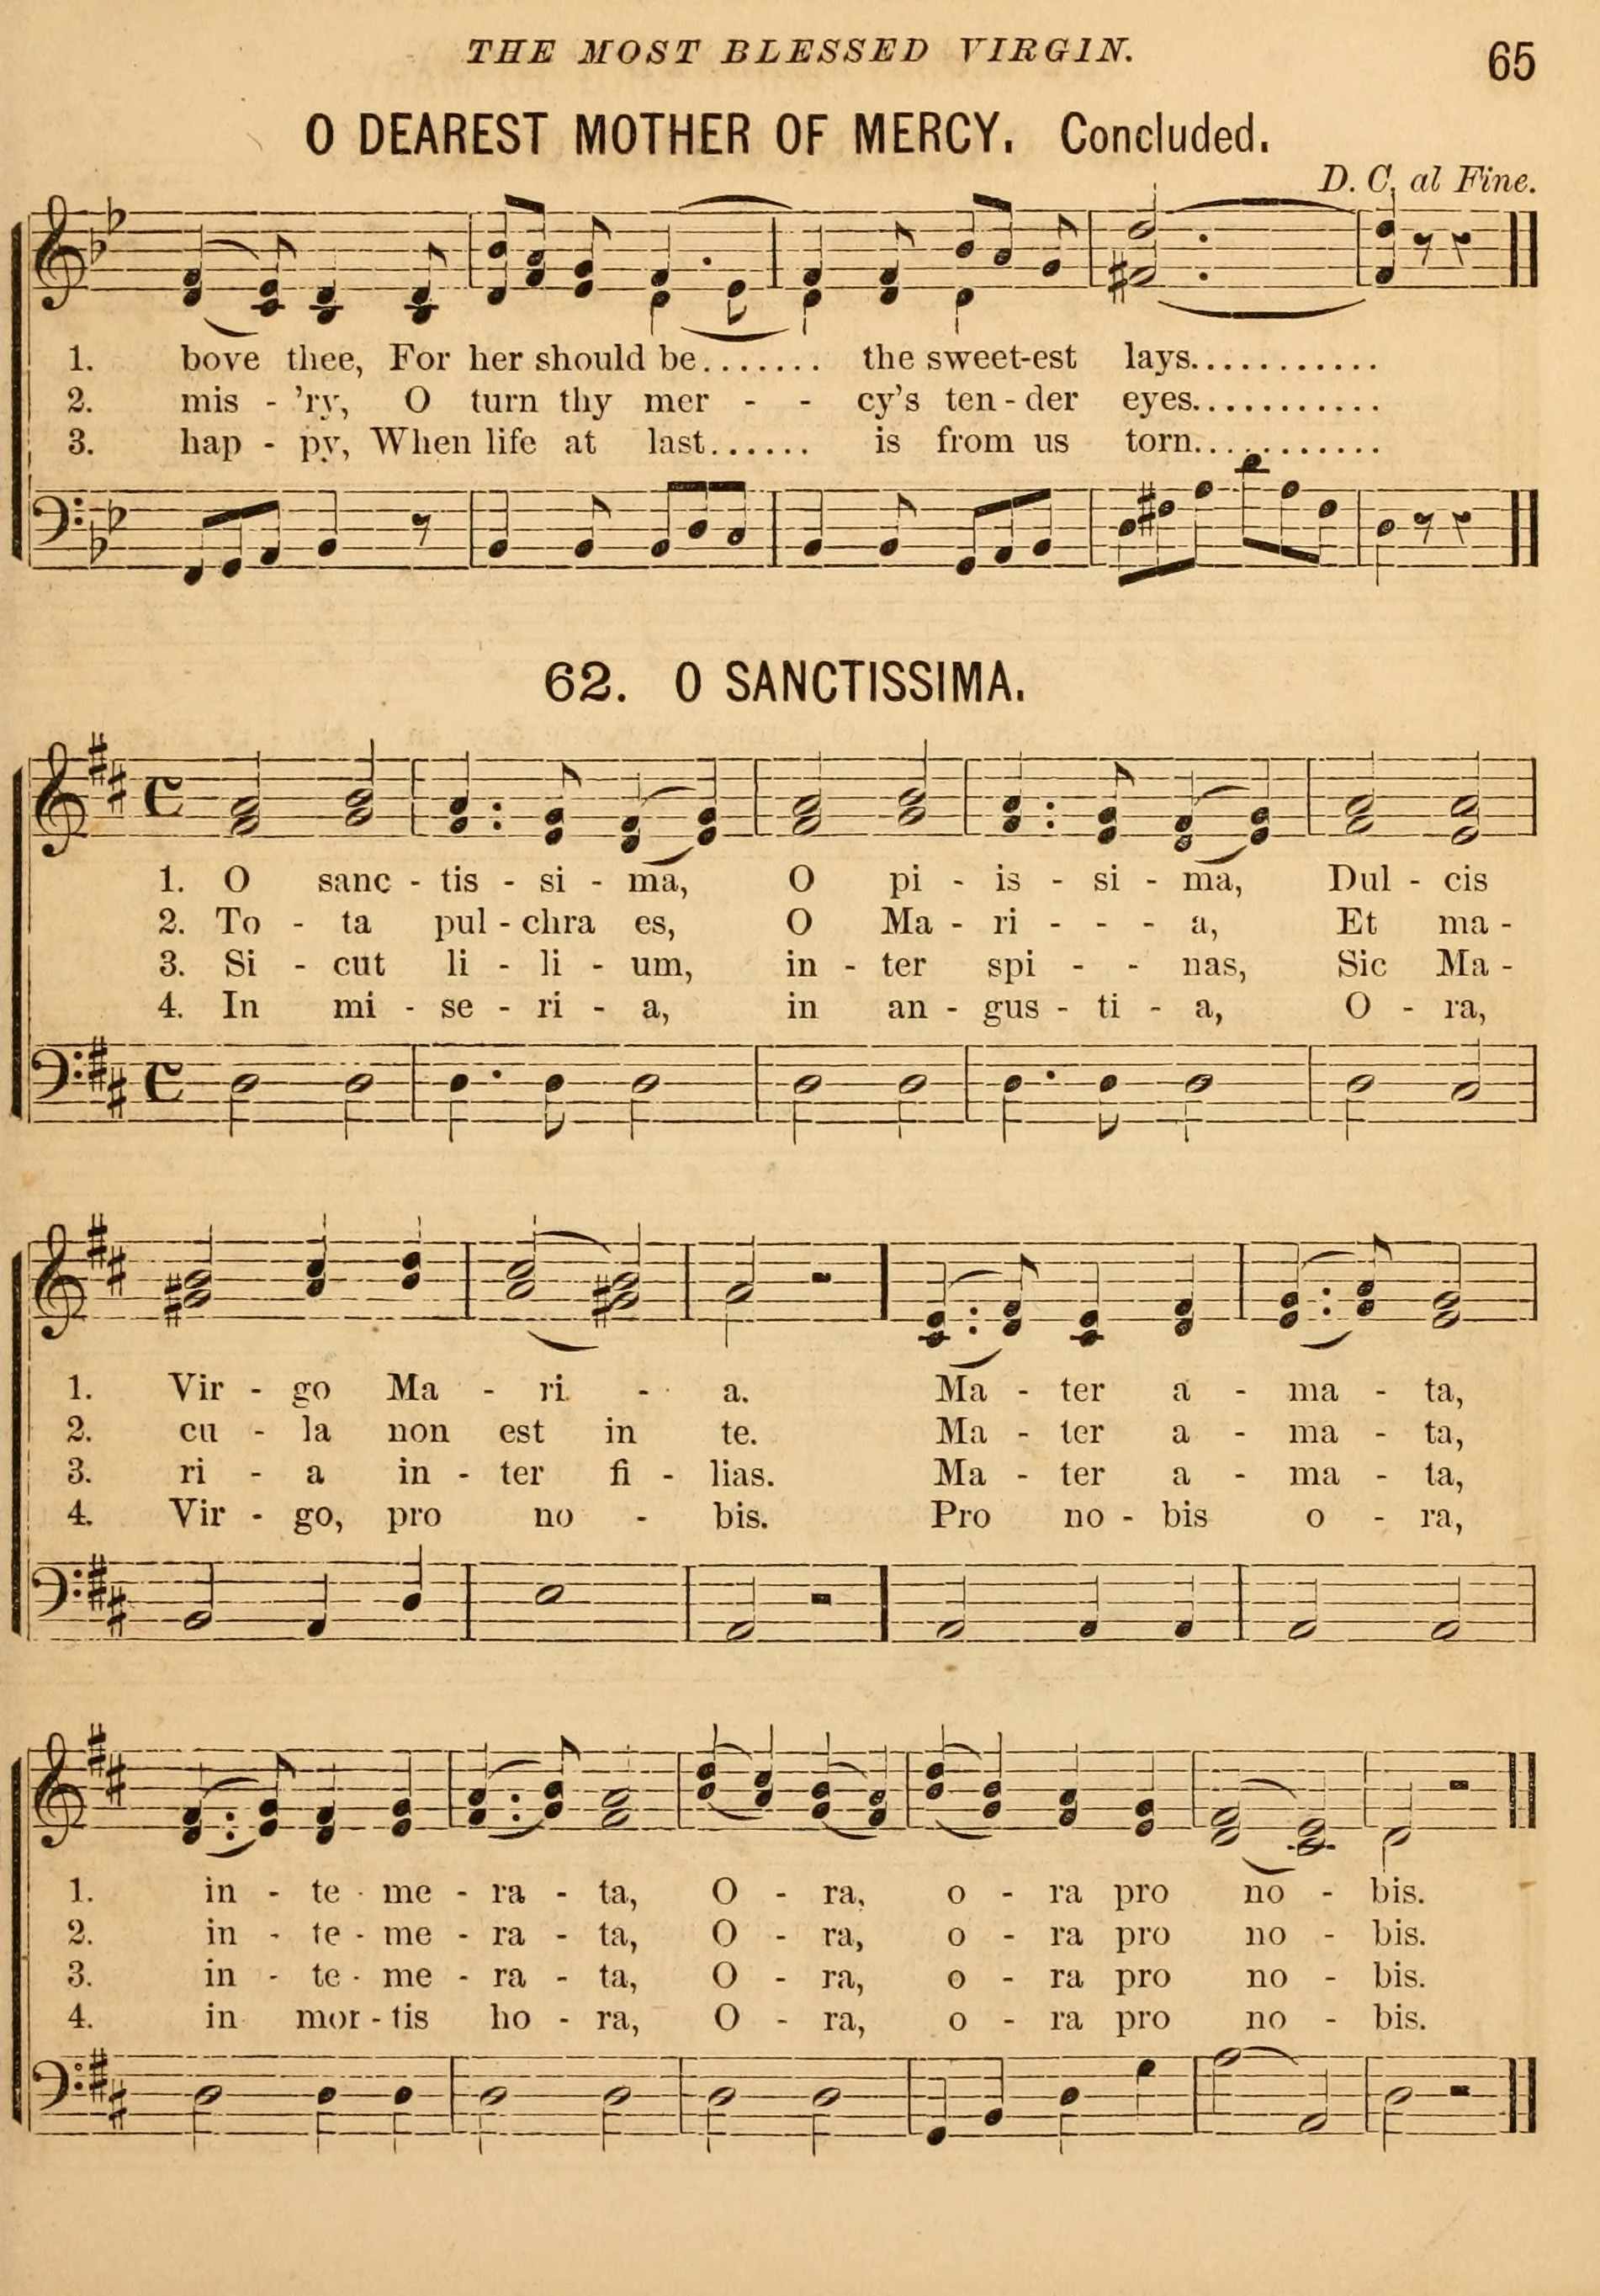 THE MOST BLESSED VIRGIN. 65
O DEAREST MOTHER OF MERCY. Concluded.
D. C. al Fine.
1. bove thee, For her should be....... the sweet-est lays...........
2. mis - 'ry, O turn thy mer - - cy's ten - der eyes...........
3. hap - py, When life at last...... is from us torn...........
62. O SANCTISSIMA.
1. O sanc - tis - si - ma, O pi - is - si - ma, Dul - cis
2. To - ta pul - chra es, O Ma - ri - - - a, Et ma -
3. Si - cut li - li - um, in - ter spi - - nas, Sic Ma -
4. In mi - se - ri - a, in an - gus - ti - a, O - ra,
1. Vir - go Ma - ri - a. Ma - ter a - ma - ta,
2. cu - la non est in te. Ma - ter a - ma - ta,
3. ri - a in - ter fi - lias. Ma - ter a - ma - ta,
4. Vir - go, pro no - bis. Pro no - bis o - ra,
1. in - te - me - ra - ta, O - ra, o - ra pro no - bis.
2. in - te - me - ra - ta, O - ra, o - ra pro no - bis.
3. in - te - me - ra - ta, O - ra, o - ra pro no - bis.
4. in mor - tis ho - ra, O - ra, o - ra pro no - bis.